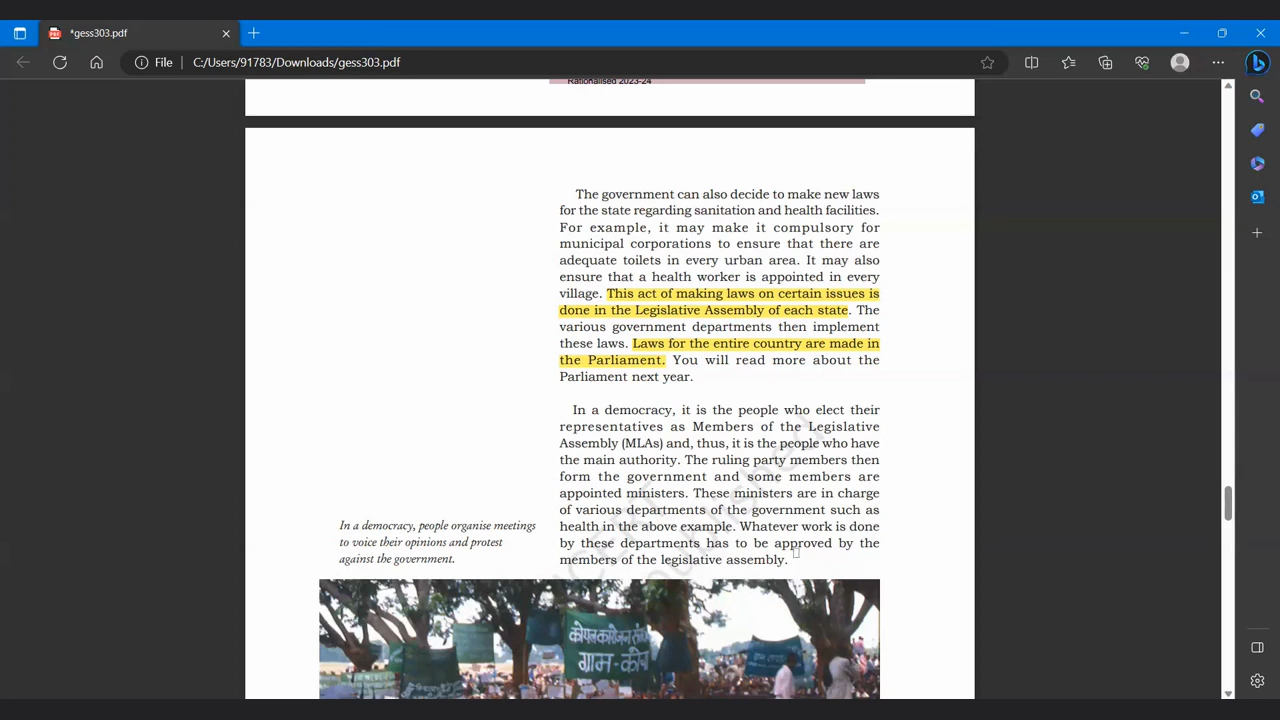 *gess303.pdf
File
C:/Users/91783/Downloads/gess303.pdf
Rationalised 2023-24
The government can also decide to make new laws
for the state regarding sanitation and health facilities.
For example, it may make it compulsory for
municipal corporations to ensure that there are
adequate toilets in every urban area. It may also
ensure that a health worker is appointed in every
village. This act of making laws on certain issues is
done in the Legislative Assembly of each state. The
various government departments then implement
these laws. Laws for the entire country are made in
the Parliament. You will read more about the
Parliament next year.
In a democracy, it is the people who elect their
representatives as Members of the Legislative
Assembly (MLAs) and, thus, it is the people who have
the main authority. The ruling party members then
form the government and some members are
appointed ministers. These ministers are in charge
of various departments of the government such as
health in the above example. Whatever work is done
by these departments has to be approved by the
members of the legislative assembly.
In a democracy, people organise meetings
to voice their opinions and protest
against the government.